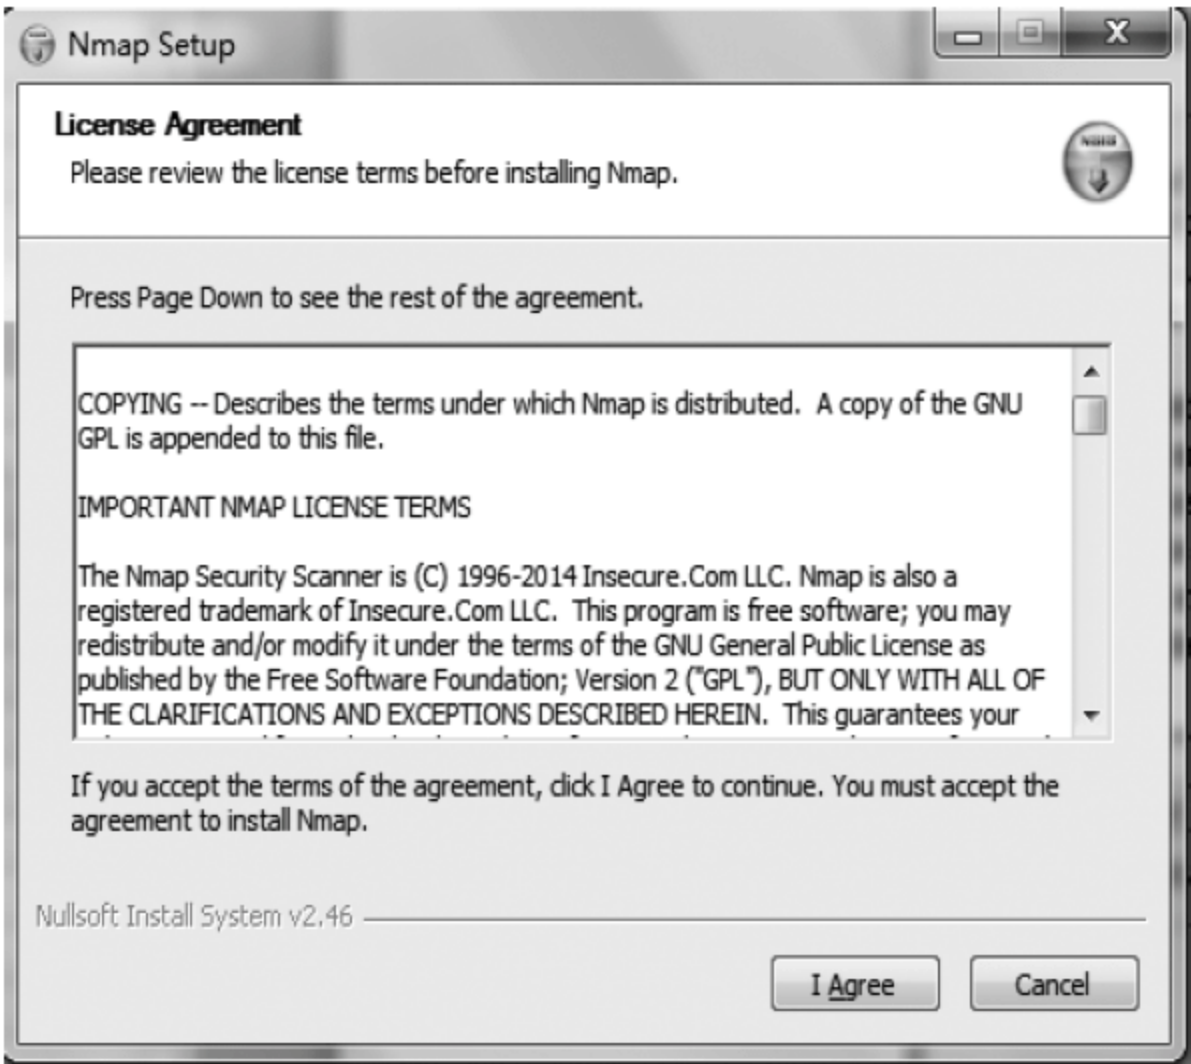 Nmap Setup
X
License Agreement
Please review the license terms before installing Nmap.
Press Page Down to see the rest of the agreement.
COPYING -- Describes the terms under which Nmap is distributed.  A copy of the GNU
GPL is appended to this file.
IMPORTANT NMAP LICENSE TERMS
The Nmap Security Scanner is (C) 1996-2014 Insecure.Com LLC. Nmap is also a
registered trademark of Insecure.Com LLC.  This program is free software; you may
redistribute and/or modify it under the terms of the GNU General Public License as
published by the Free Software Foundation; Version 2 ("GPL"), BUT ONLY WITH ALL OF
THE CLARIFICATIONS AND EXCEPTIONS DESCRIBED HEREIN.  This guarantees your
If you accept the terms of the agreement, click I Agree to continue. You must accept the
agreement to install Nmap.
Nullsoft Install System v2.46
I Agree
Cancel